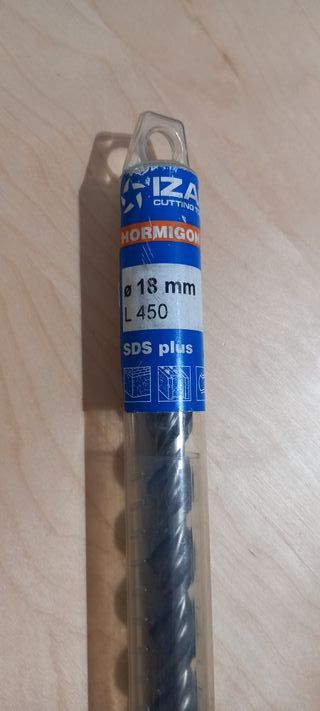 IZA
CUTTING
HORMIGON
ø 18 mm
L 450
SDS plus